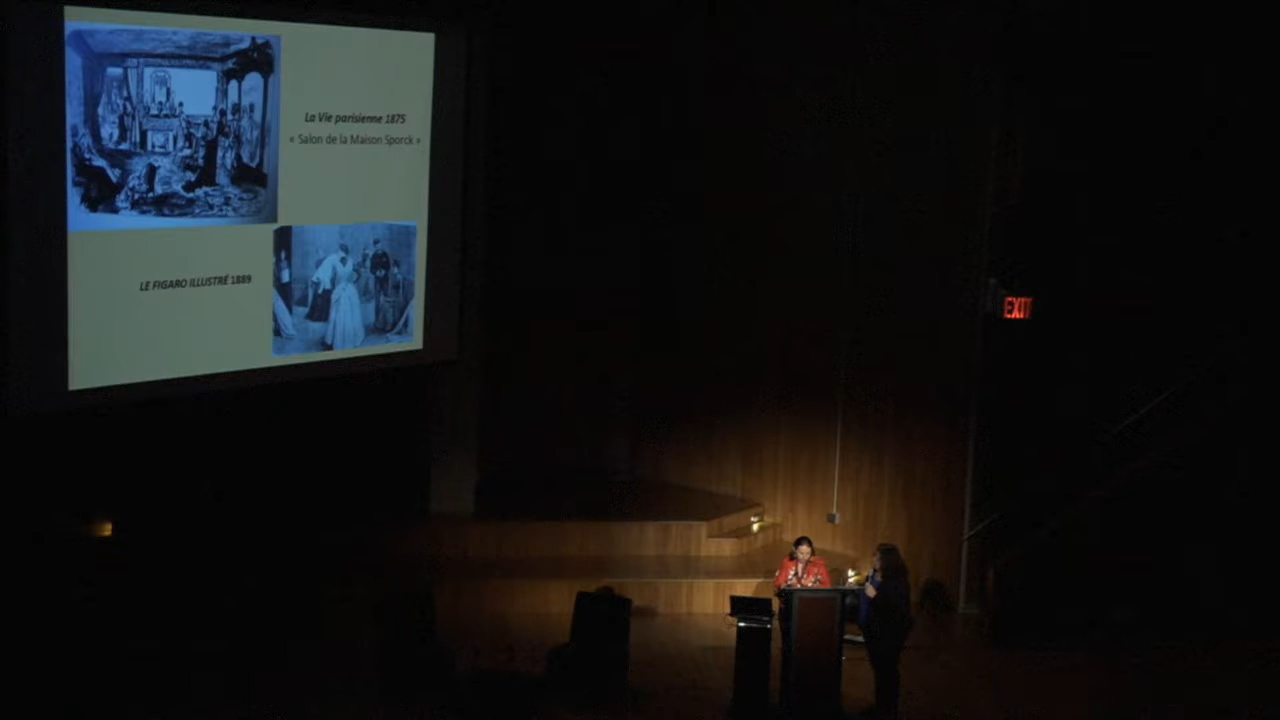 La Vie parisienne 1875
« Salon de la Maison Sporck »
LE FIGARO ILLUSTRÉ 1889
EXIT